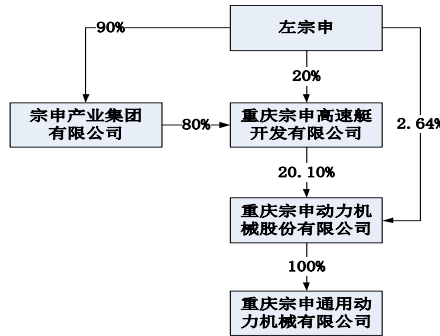 90%
左宗申
20%
宗申产业集团
有限公司
80%
重庆宗申高速艇
开发有限公司
2.64%
20.10%
重庆宗申动力机
械股份有限公司
100%
重庆宗申通用动
力机械有限公司